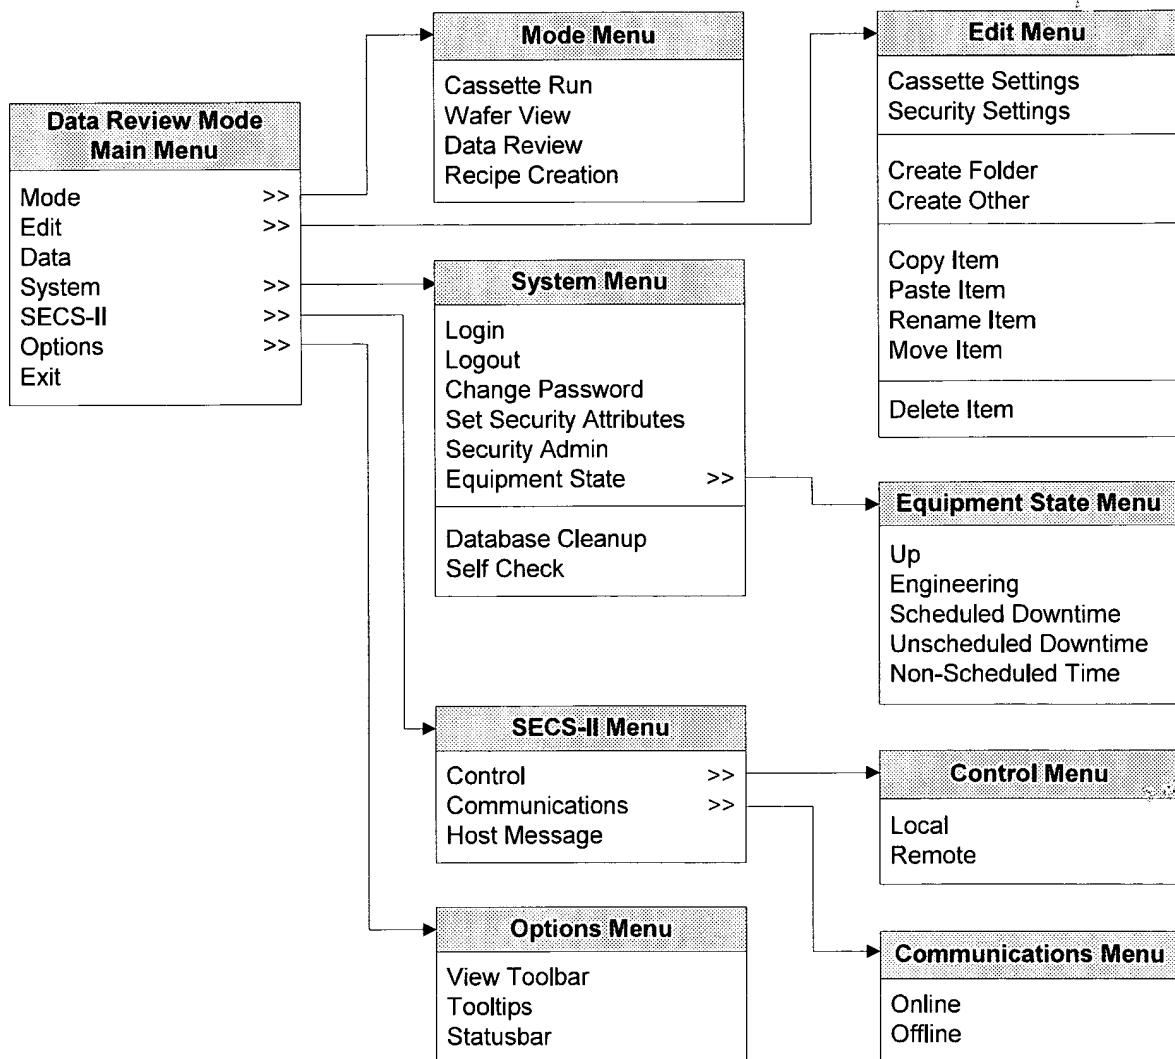 Data Review Mode
Main Menu
Mode >>
Edit >>
Data
System >>
SECS-II >>
Options >>
Exit
Mode Menu
Cassette Run
Wafer View
Data Review
Recipe Creation
Edit Menu
Cassette Settings
Security Settings
Create Folder
Create Other
Copy Item
Paste Item
Rename Item
Move Item
Delete Item
System Menu
Login
Logout
Change Password
Set Security Attributes
Security Admin
Equipment State >>
Database Cleanup
Self Check
Equipment State Menu
Up
Engineering
Scheduled Downtime
Unscheduled Downtime
Non-Scheduled Time
SECS-II Menu
Control >>
Communications >>
Host Message
Control Menu
Local
Remote
Options Menu
View Toolbar
Tooltips
Statusbar
Communications Menu
Online
Offline